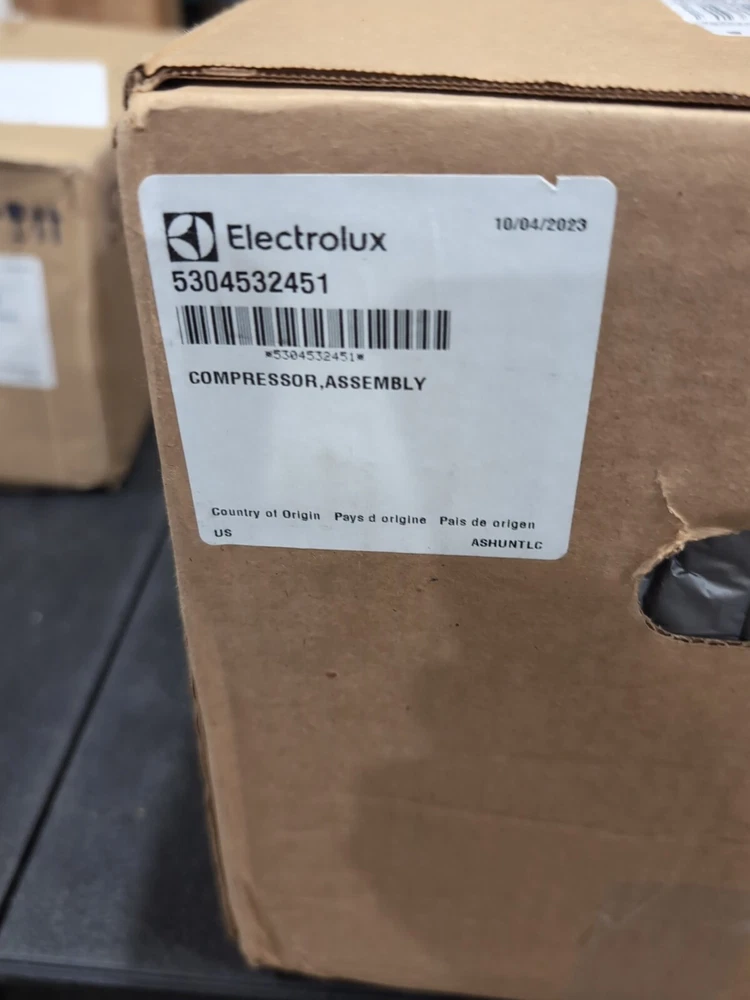 Electrolux
10/04/2023
5304532451
*5304532451*
COMPRESSOR,ASSEMBLY
Country of Origin Pays d origine Pais de origen
US
ASHUNTLC